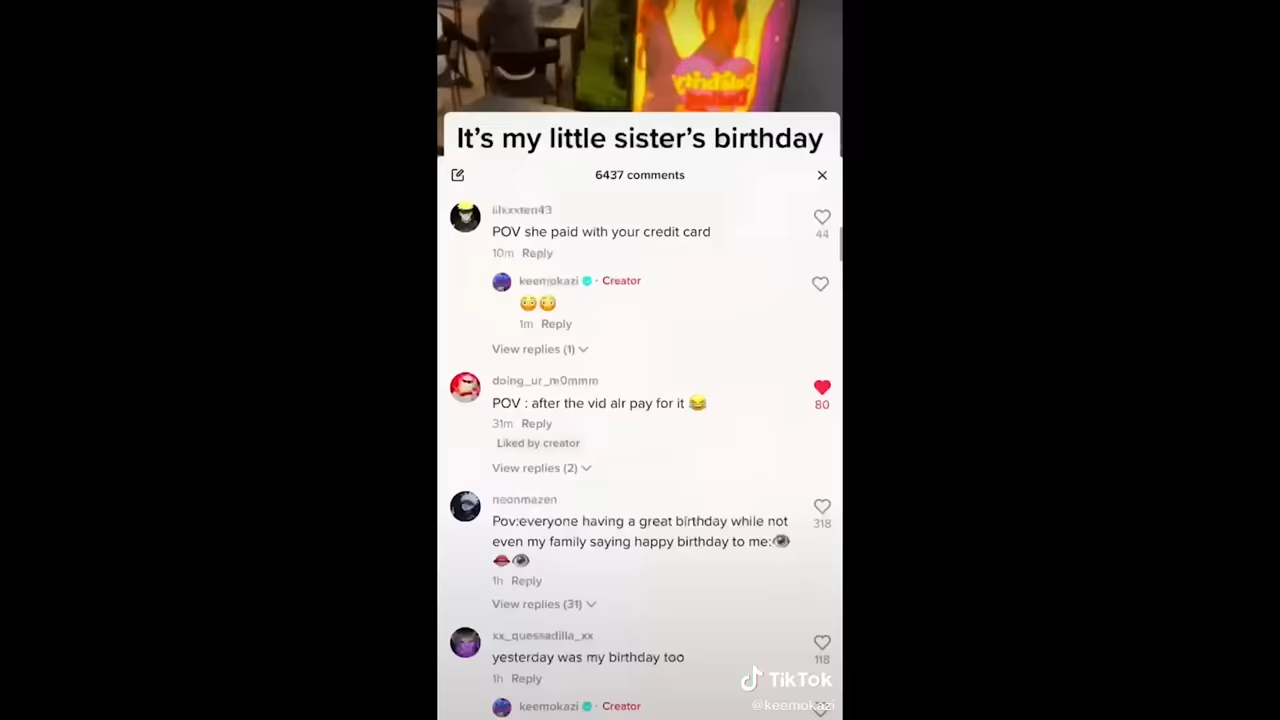 It's my little sister's birthday
6437 comments
POV she paid with your credit card
44
10m Reply
keemokazi · Creator
😳😳
1m Reply
View replies (1)
doing_ur_m0mmm
POV : after the vid alr pay for it 😂
80
31m Reply
Liked by creator
View replies (2)
neonmazen
Pov:everyone having a great birthday while not
318
even my family saying happy birthday to me:👁
👄👁
1h Reply
View replies (31)
xx_quessadilla_xx
yesterday was my birthday too
118
1h Reply
keemokazi · Creator
TikTok
@keemokazi